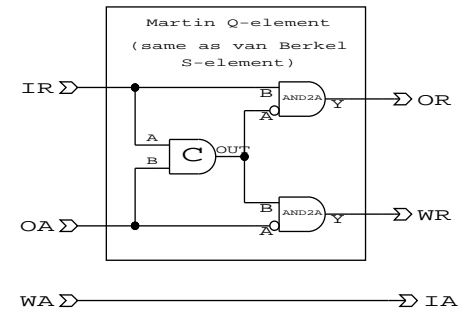 Martin Q-element
(same as van Berkel
S-element)
IR
B
AND2A
Y
OR
A
A
C
OUT
B
B
AND2A
Y
WR
OA
A
WA
IA